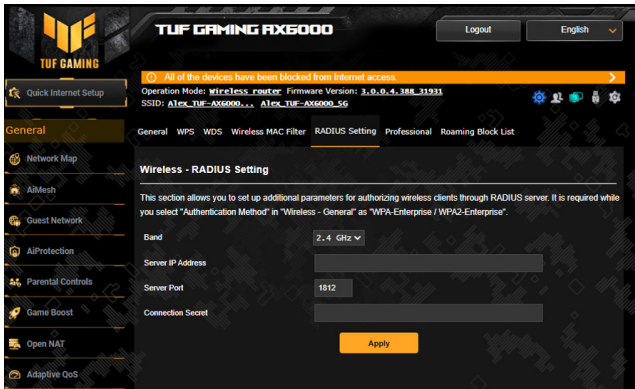 TUF GAMING AX6000
Logout
English
TUF GAMING
All of the devices have been blocked from Internet access.
Quick Internet Setup
Operation Mode: Wireless router Firmware Version: 3.0.0.4.388_31931
SSID: Alex_TUF-AX6000... Alex_TUF-AX6000_5G
General
General WPS WDS Wireless MAC Filter RADIUS Setting Professional Roaming Block List
Network Map
AiMesh
Guest Network
AiProtection
Parental Controls
Game Boost
Open NAT
Adaptive QoS
Wireless - RADIUS Setting
This section allows you to set up additional parameters for authorizing wireless clients through RADIUS server. It is required while
you select "Authentication Method" in "Wireless - General" as "WPA-Enterprise / WPA2-Enterprise".
Band
2.4 GHz
Server IP Address
Server Port
1812
Connection Secret
Apply